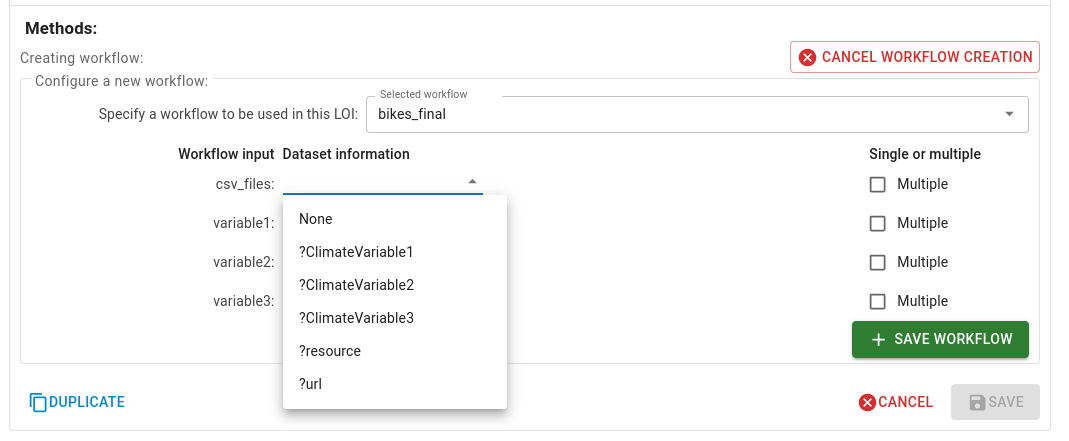 Methods:
Creating workflow:
CANCEL WORKFLOW CREATION
Configure a new workflow:
Selected workflow
Specify a workflow to be used in this LOI: bikes_final
Workflow input Dataset information Single or multiple
csv_files: Multiple
None
variable1: Multiple
?ClimateVariable1
variable2: Multiple
?ClimateVariable2
variable3: Multiple
?ClimateVariable3
SAVE WORKFLOW
?resource
?url
DUPLICATE
CANCEL
SAVE